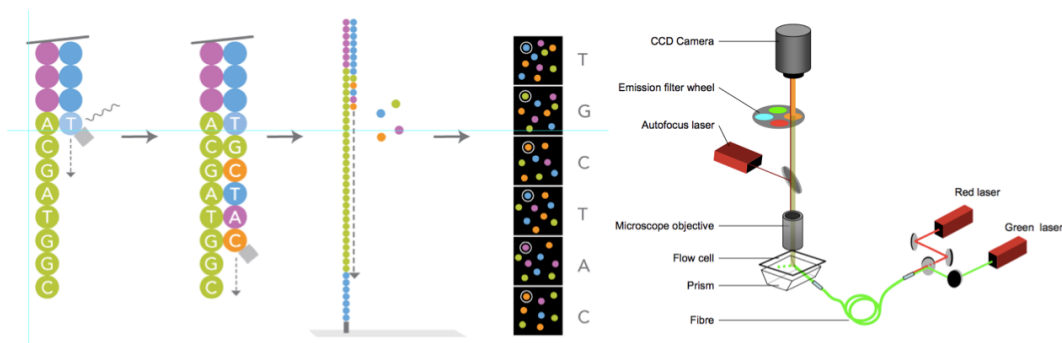 A T
C
G
A
T
G
G
C
A T
C G
G C
A T
T A
G C
G
C
T
G
C
T
A
C
CCD Camera
Emission filter wheel
Autofocus laser
Red laser
Green laser
Microscope objective
Flow cell
Prism
Fibre